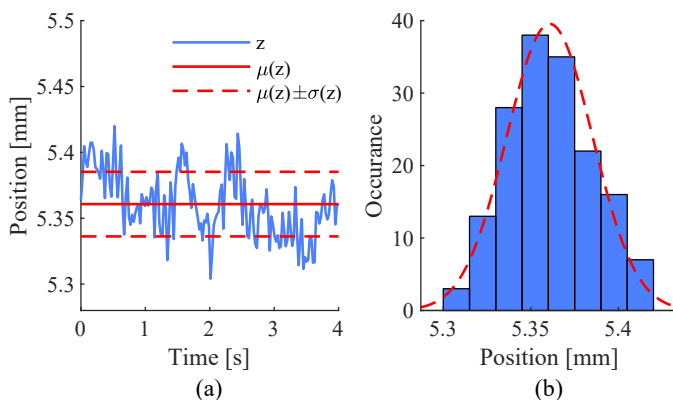 5.5
5.45
5.4
5.35
5.3
Position [mm]
z
μ(z)
μ(z)±σ(z)
0
1
2
3
4
Time [s]
(a)
40
30
20
10
0
Occurance
5.3
5.35
5.4
Position [mm]
(b)